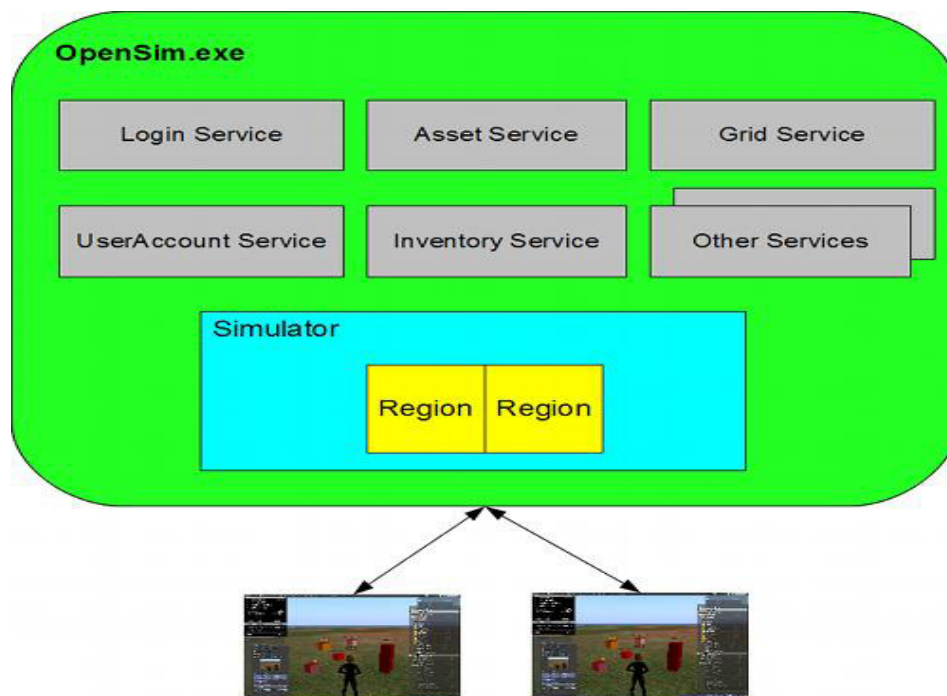 OpenSim.exe
Login Service
Asset Service
Grid Service
UserAccount Service
Inventory Service
Other Services
Simulator
Region
Region